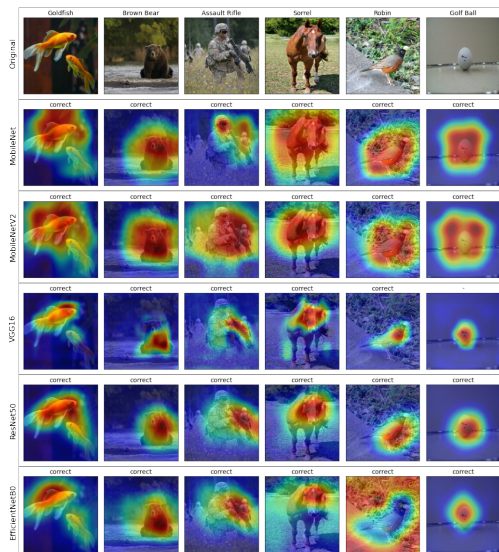 Goldfish Brown Bear Assault Rifle Sorrel Robin Golf Ball
Original
correct correct correct correct correct correct
MobileNet
correct correct correct correct correct correct
MobileNetV2
correct correct correct correct correct -
VGG16
correct correct correct correct correct correct
ResNet50
correct correct correct correct correct correct
EfficientNetB0